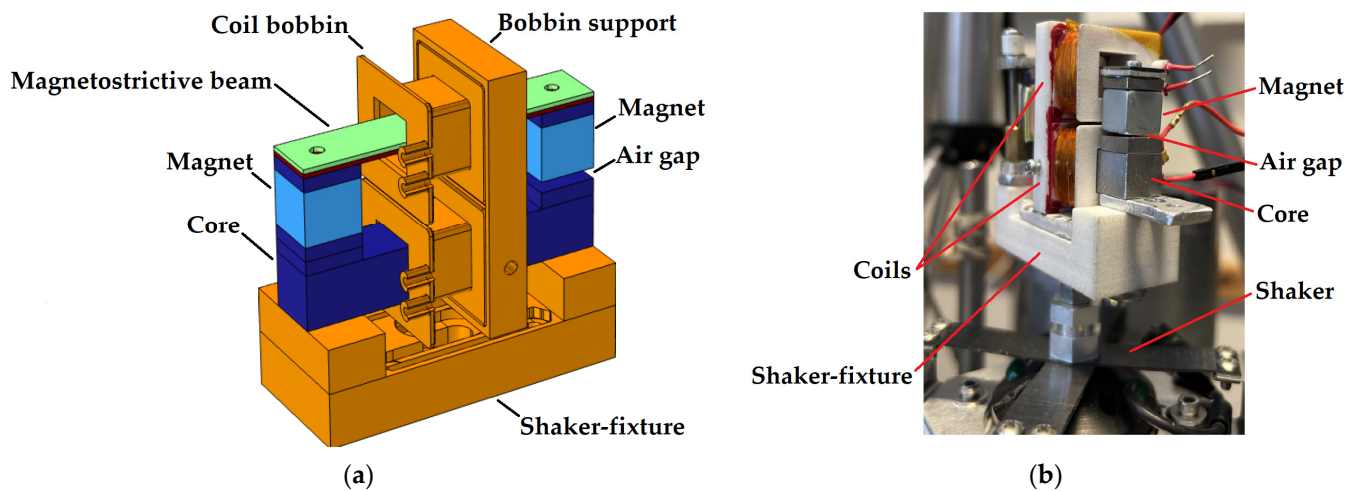 Coil bobbin
Bobbin support
Magnetostrictive beam
Magnet
Magnet
Air gap
Core
Shaker-fixture
(a)
Magnet
Air gap
Core
Coils
Shaker
Shaker-fixture
(b)